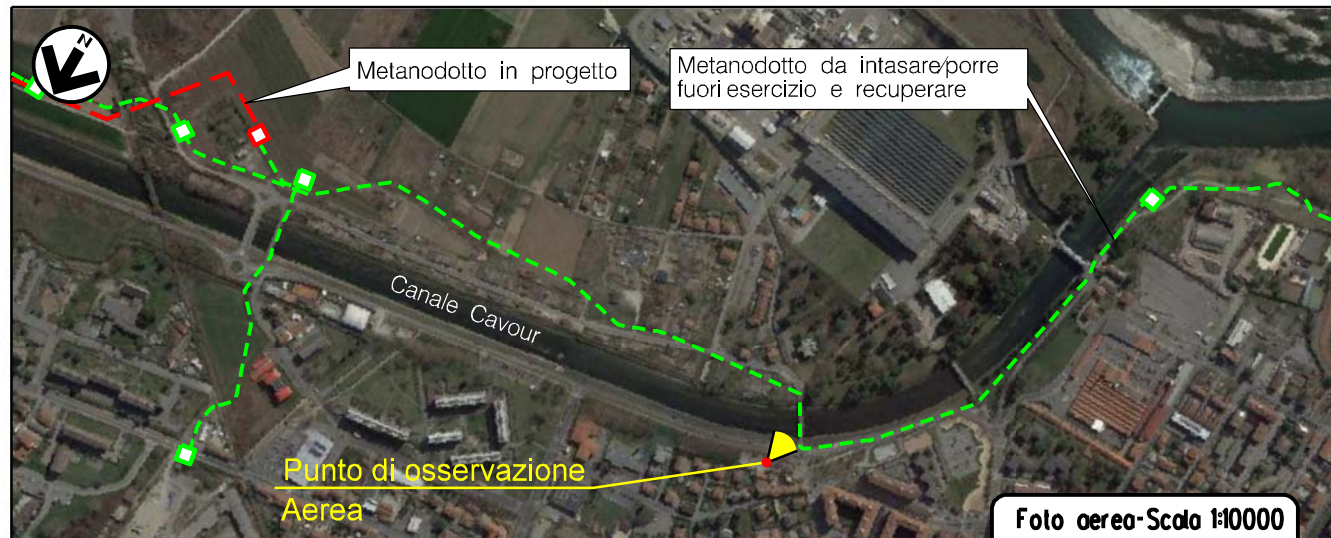 N
Metanodotto in progetto
Metanodotto da intasare/porre
fuori esercizio e recuperare
Canale Cavour
Punto di osservazione
Aerea
Foto aerea-Scala 1:10000